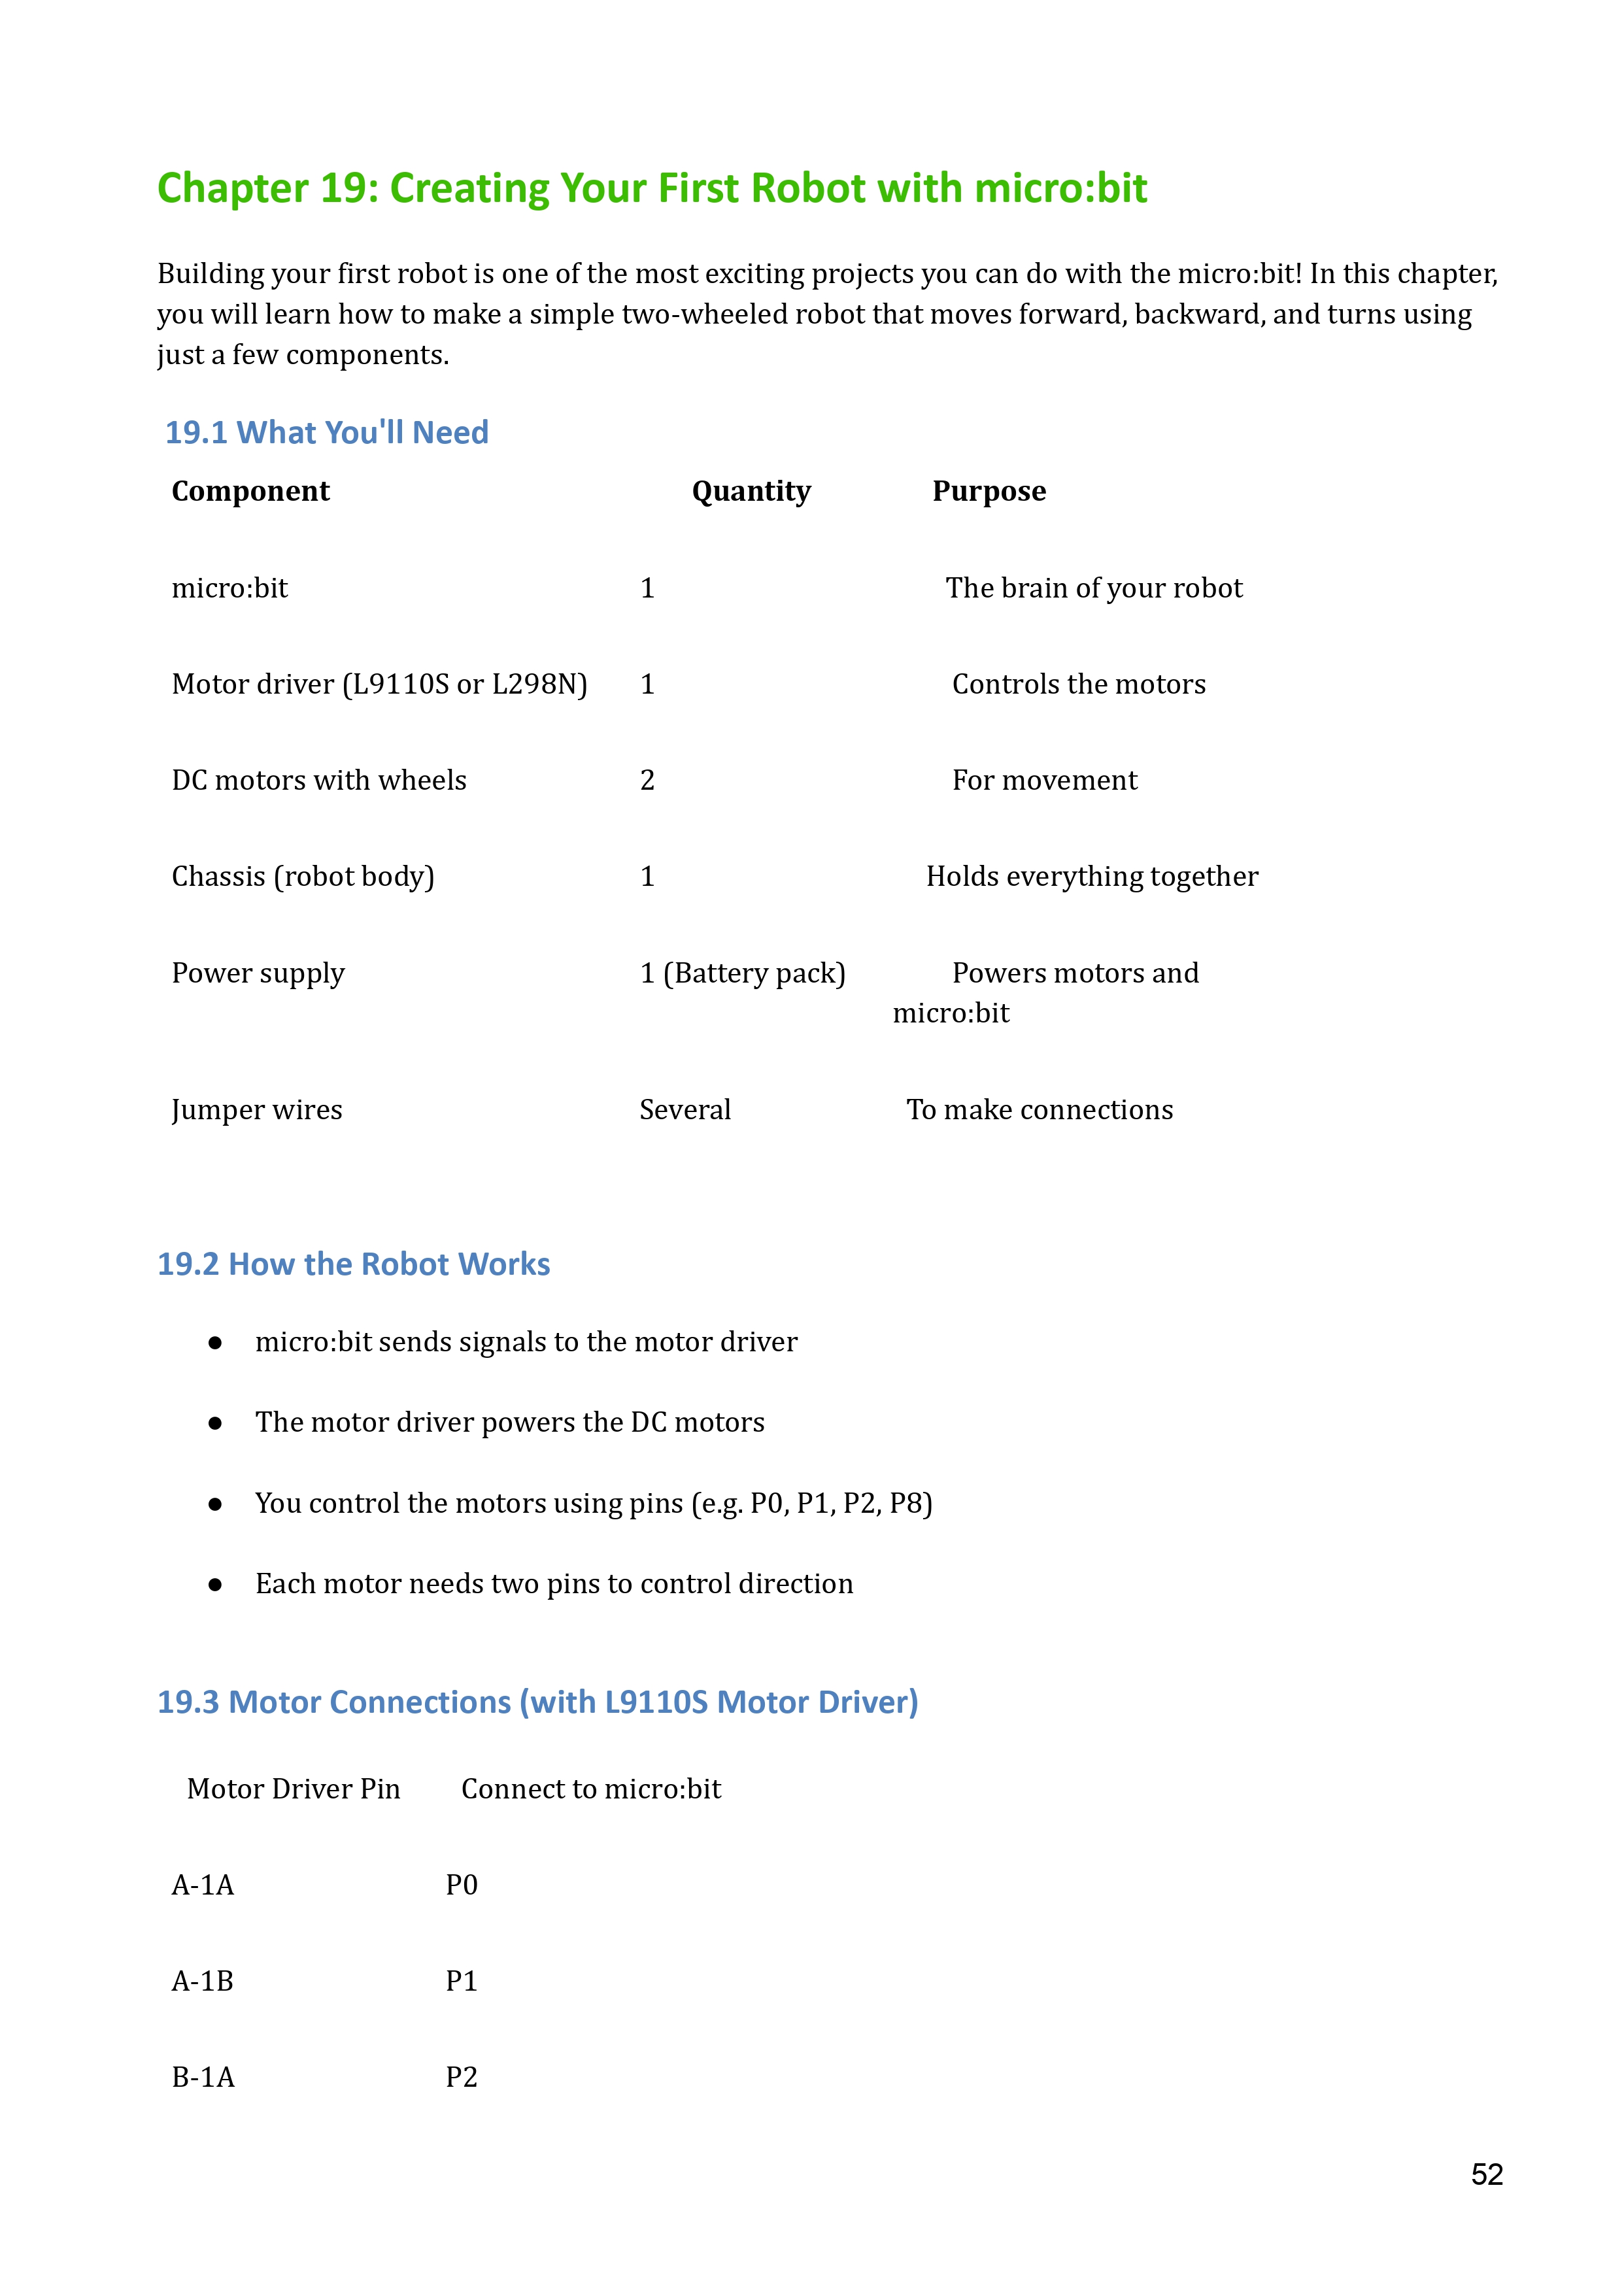 Chapter 19: Creating Your First Robot with micro:bit
Building your first robot is one of the most exciting projects you can do with the micro:bit! In this chapter,
you will learn how to make a simple two-wheeled robot that moves forward, backward, and turns using
just a few components.
19.1 What You'll Need
Component Quantity Purpose
micro:bit 1 The brain of your robot
Motor driver (L9110S or L298N) 1 Controls the motors
DC motors with wheels 2 For movement
Chassis (robot body) 1 Holds everything together
Power supply 1 (Battery pack) Powers motors and
micro:bit
Jumper wires Several To make connections
19.2 How the Robot Works
● micro:bit sends signals to the motor driver
● The motor driver powers the DC motors
● You control the motors using pins (e.g. P0, P1, P2, P8)
● Each motor needs two pins to control direction
19.3 Motor Connections (with L9110S Motor Driver)
Motor Driver Pin Connect to micro:bit
A-1A P0
A-1B P1
B-1A P2
52